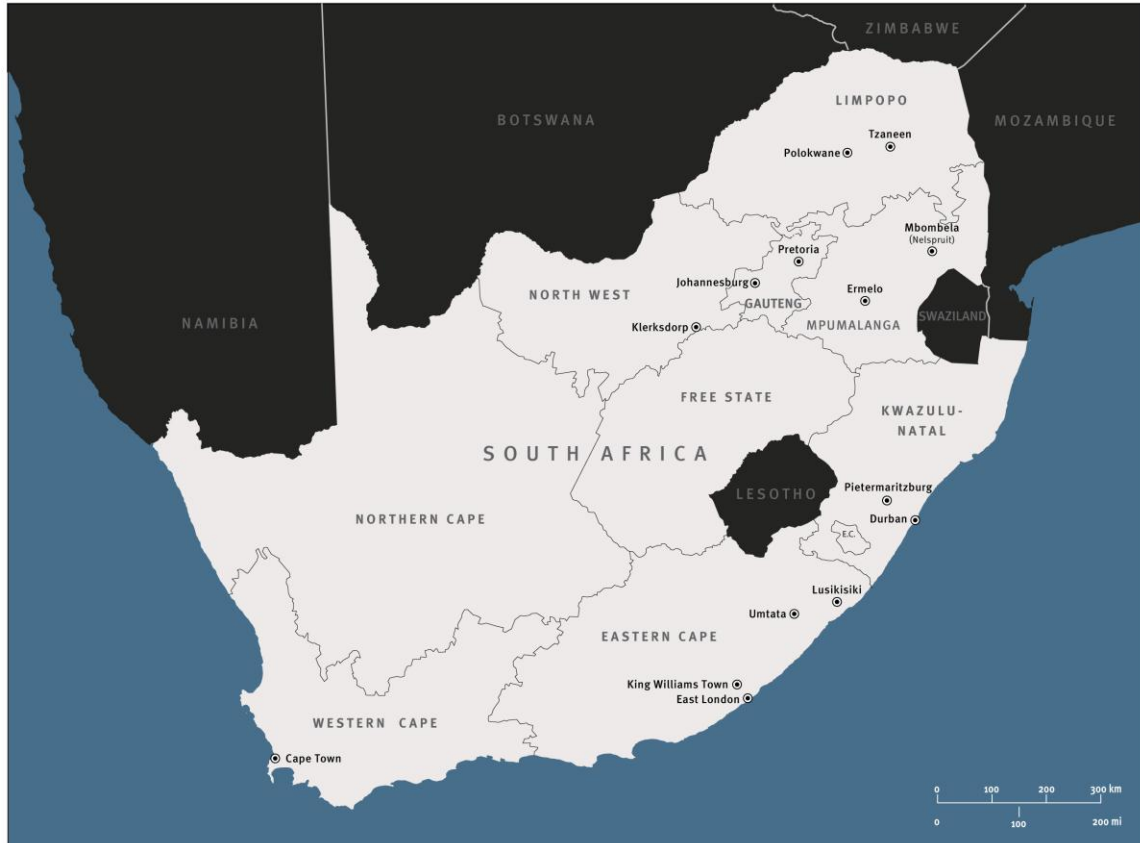 ZIMBABWE
LIMPOPO
BOTSWANA
MOZAMBIQUE
Tzaneen
Polokwane
Mbombela
(Nelspruit)
Pretoria
Johannesburg
Ermelo
NORTH WEST
GAUTENG
NAMIBIA
SWAZILAND
Klerksdorp
MPUMALANGA
FREE STATE
KWAZULU-
NATAL
SOUTH AFRICA
LESOTHO
Pietermaritzburg
NORTHERN CAPE
Durban
E.C.
Lusikisiki
Umtata
EASTERN CAPE
King Williams Town
East London
WESTERN CAPE
Cape Town
0 100 200 300 km
0 100 200 mi